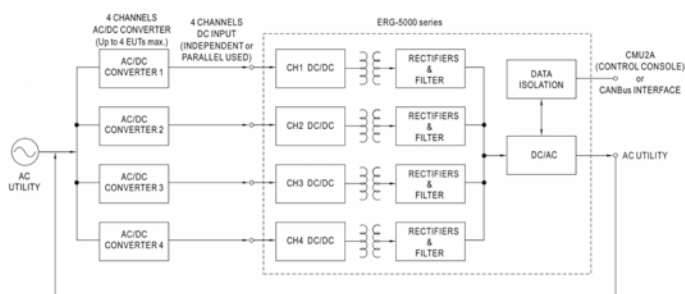 4 CHANNELS
AC/DC CONVERTER
(Up to 4 EUTs max.)
4 CHANNELS
DC INPUT
(INDEPENDENT or
PARALLEL USED)
ERG-5000 series
AC/DC
CONVERTER 1
CH1 DC/DC
RECTIFIERS
&
FILTER
DATA
ISOLATION
CMU2A
(CONTROL CONSOLE)
or
CANBus INTERFACE
AC/DC
CONVERTER 2
CH2 DC/DC
RECTIFIERS
&
FILTER
AC
UTILITY
DC/AC
AC UTILITY
AC/DC
CONVERTER 3
CH3 DC/DC
RECTIFIERS
&
FILTER
AC/DC
CONVERTER 4
CH4 DC/DC
RECTIFIERS
&
FILTER